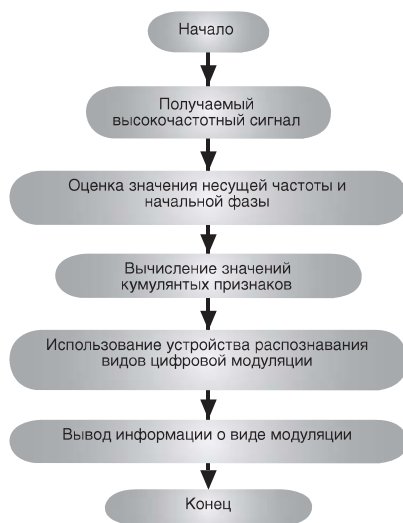 Начало
Получаемый
высокочастотный сигнал
Оценка значения несущей частоты и
начальной фазы
Вычисление значений
кумулянтых признаков
Использование устройства распознавания
видов цифровой модуляции
Вывод информации о виде модуляции
Конец